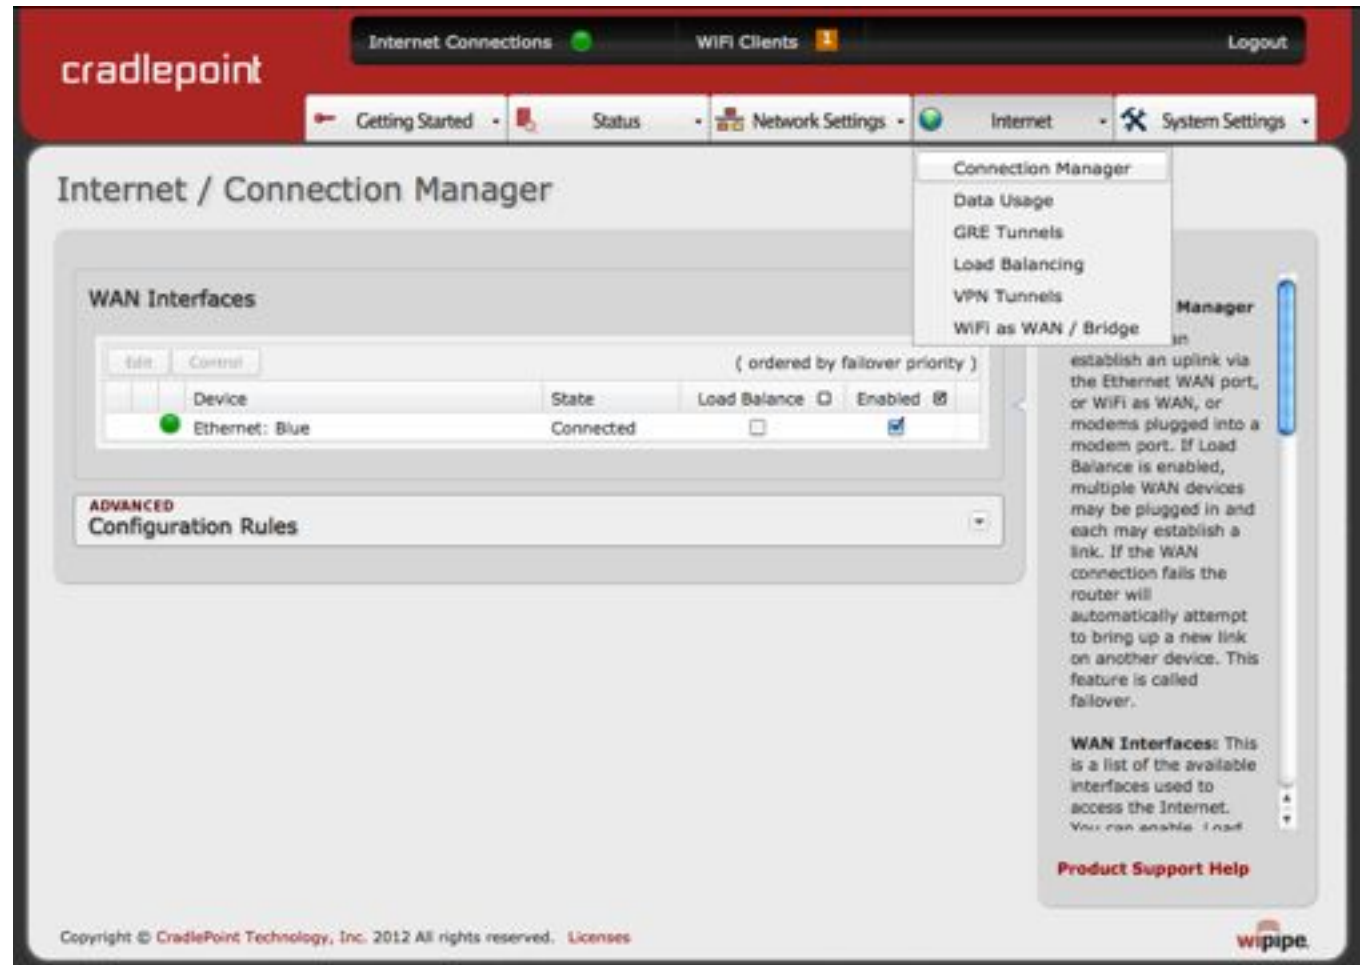 Internet Connections WiFi Clients 1 Logout
cradlepoint
Getting Started Status Network Settings Internet System Settings
Internet / Connection Manager
Connection Manager
Data Usage
GRE Tunnels
Load Balancing
VPN Tunnels
WiFi as WAN / Bridge
WAN Interfaces
Edit Control ( ordered by failover priority )
Device State Load Balance Enabled
Ethernet: Blue Connected
ADVANCED
Configuration Rules
Manager
an
establish an uplink via
the Ethernet WAN port,
or WiFi as WAN, or
modems plugged into a
modem port. If Load
Balance is enabled,
multiple WAN devices
may be plugged in and
each may establish a
link. If the WAN
connection fails the
router will
automatically attempt
to bring up a new link
on another device. This
feature is called
failover.
WAN Interfaces: This
is a list of the available
interfaces used to
access the Internet.
You can enable, Load
Product Support Help
Copyright © CradlePoint Technology, Inc. 2012 All rights reserved. Licenses
wipipe.